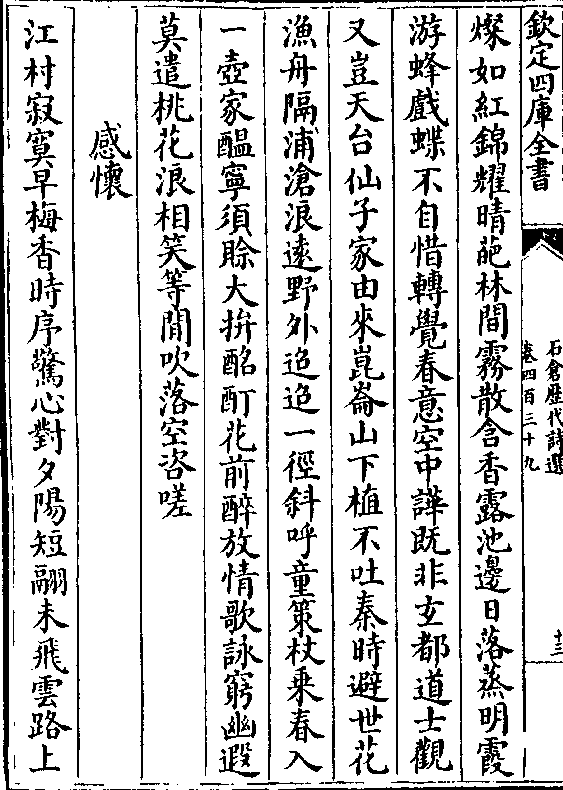 欽定四庫全書
石倉歷代詩選
卷四百三十九
十三
燦如紅錦耀晴葩林間霧散含香露池邊日落蒸明霞
游蜂戲蝶不自惜轉覺春意空中譁既非玄都道士觀
又豈天台仙子家由來崑崙山下植不吐秦時避世花
漁舟隔浦滄浪遠野外迢迢一徑斜呼童策杖乘春入
一壺家醖寧須賒大拚酩酊花前醉放情歌詠窮幽遐
莫遣桃花浪相笑等閒吹落空咨嗟
感懷
江村寂寞早梅香時序驚心對夕陽短翮未飛雲路上